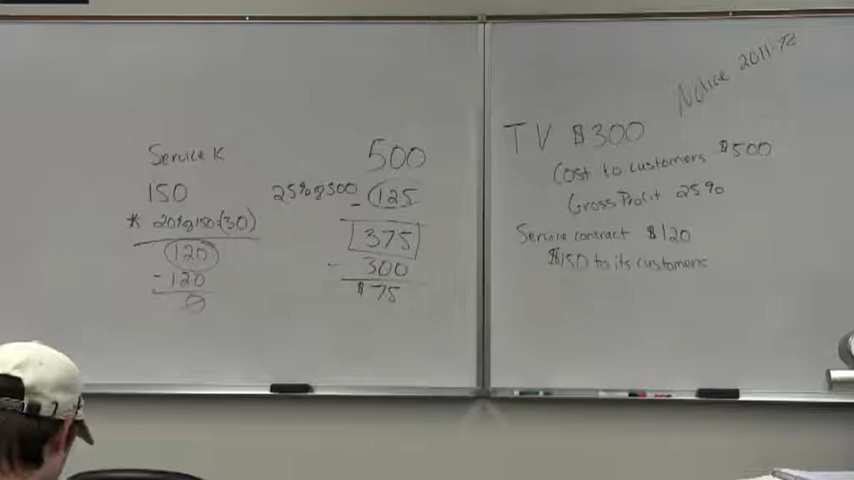 Service K
150
* 20% of 150 (30)
120
- 120
0
500
25% of 500 - 125
375
- 300
$75
Notice 2011-
TV $300
Cost to customers $500
Gross Profit 25%
Service contract $120
$150 to its customers